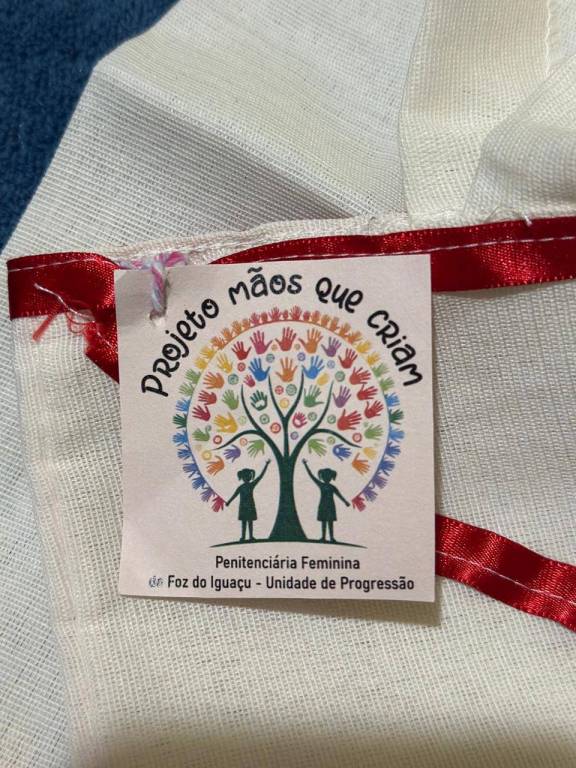 Projeto mãos que criam
Penitenciária Feminina
de Foz do Iguaçu - Unidade de Progressão